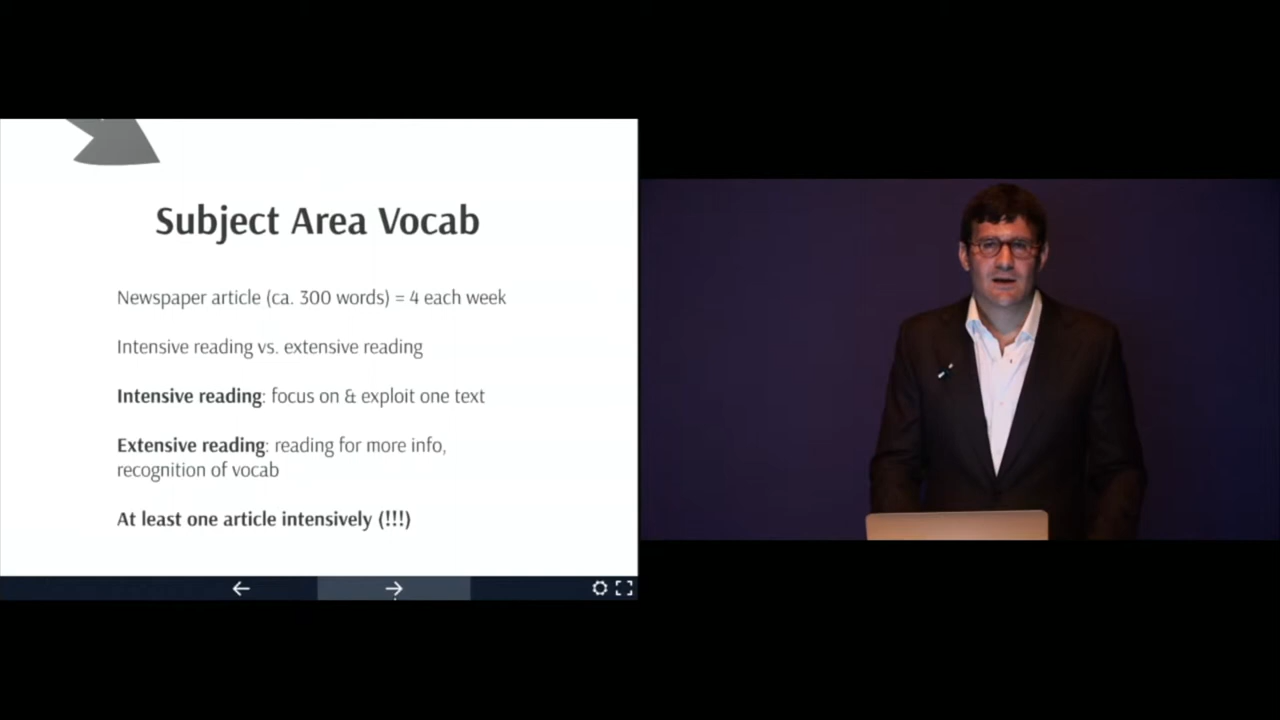 Subject Area Vocab
Newspaper article (ca. 300 words) = 4 each week
Intensive reading vs. extensive reading
Intensive reading: focus on & exploit one text
Extensive reading: reading for more info,
recognition of vocab
At least one article intensively (!!!)